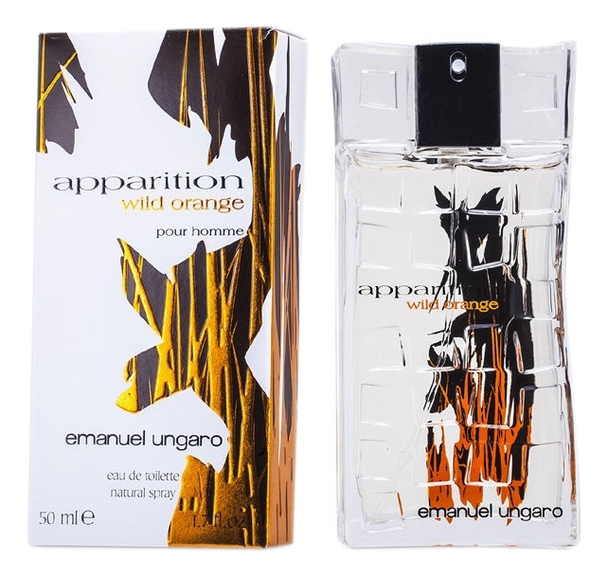 apparition
wild orange
pour homme
emanuel ungaro
eau de toilette
natural spray
50 ml e 1.7 fl.oz
apparition
wild orange
emanuel ungaro